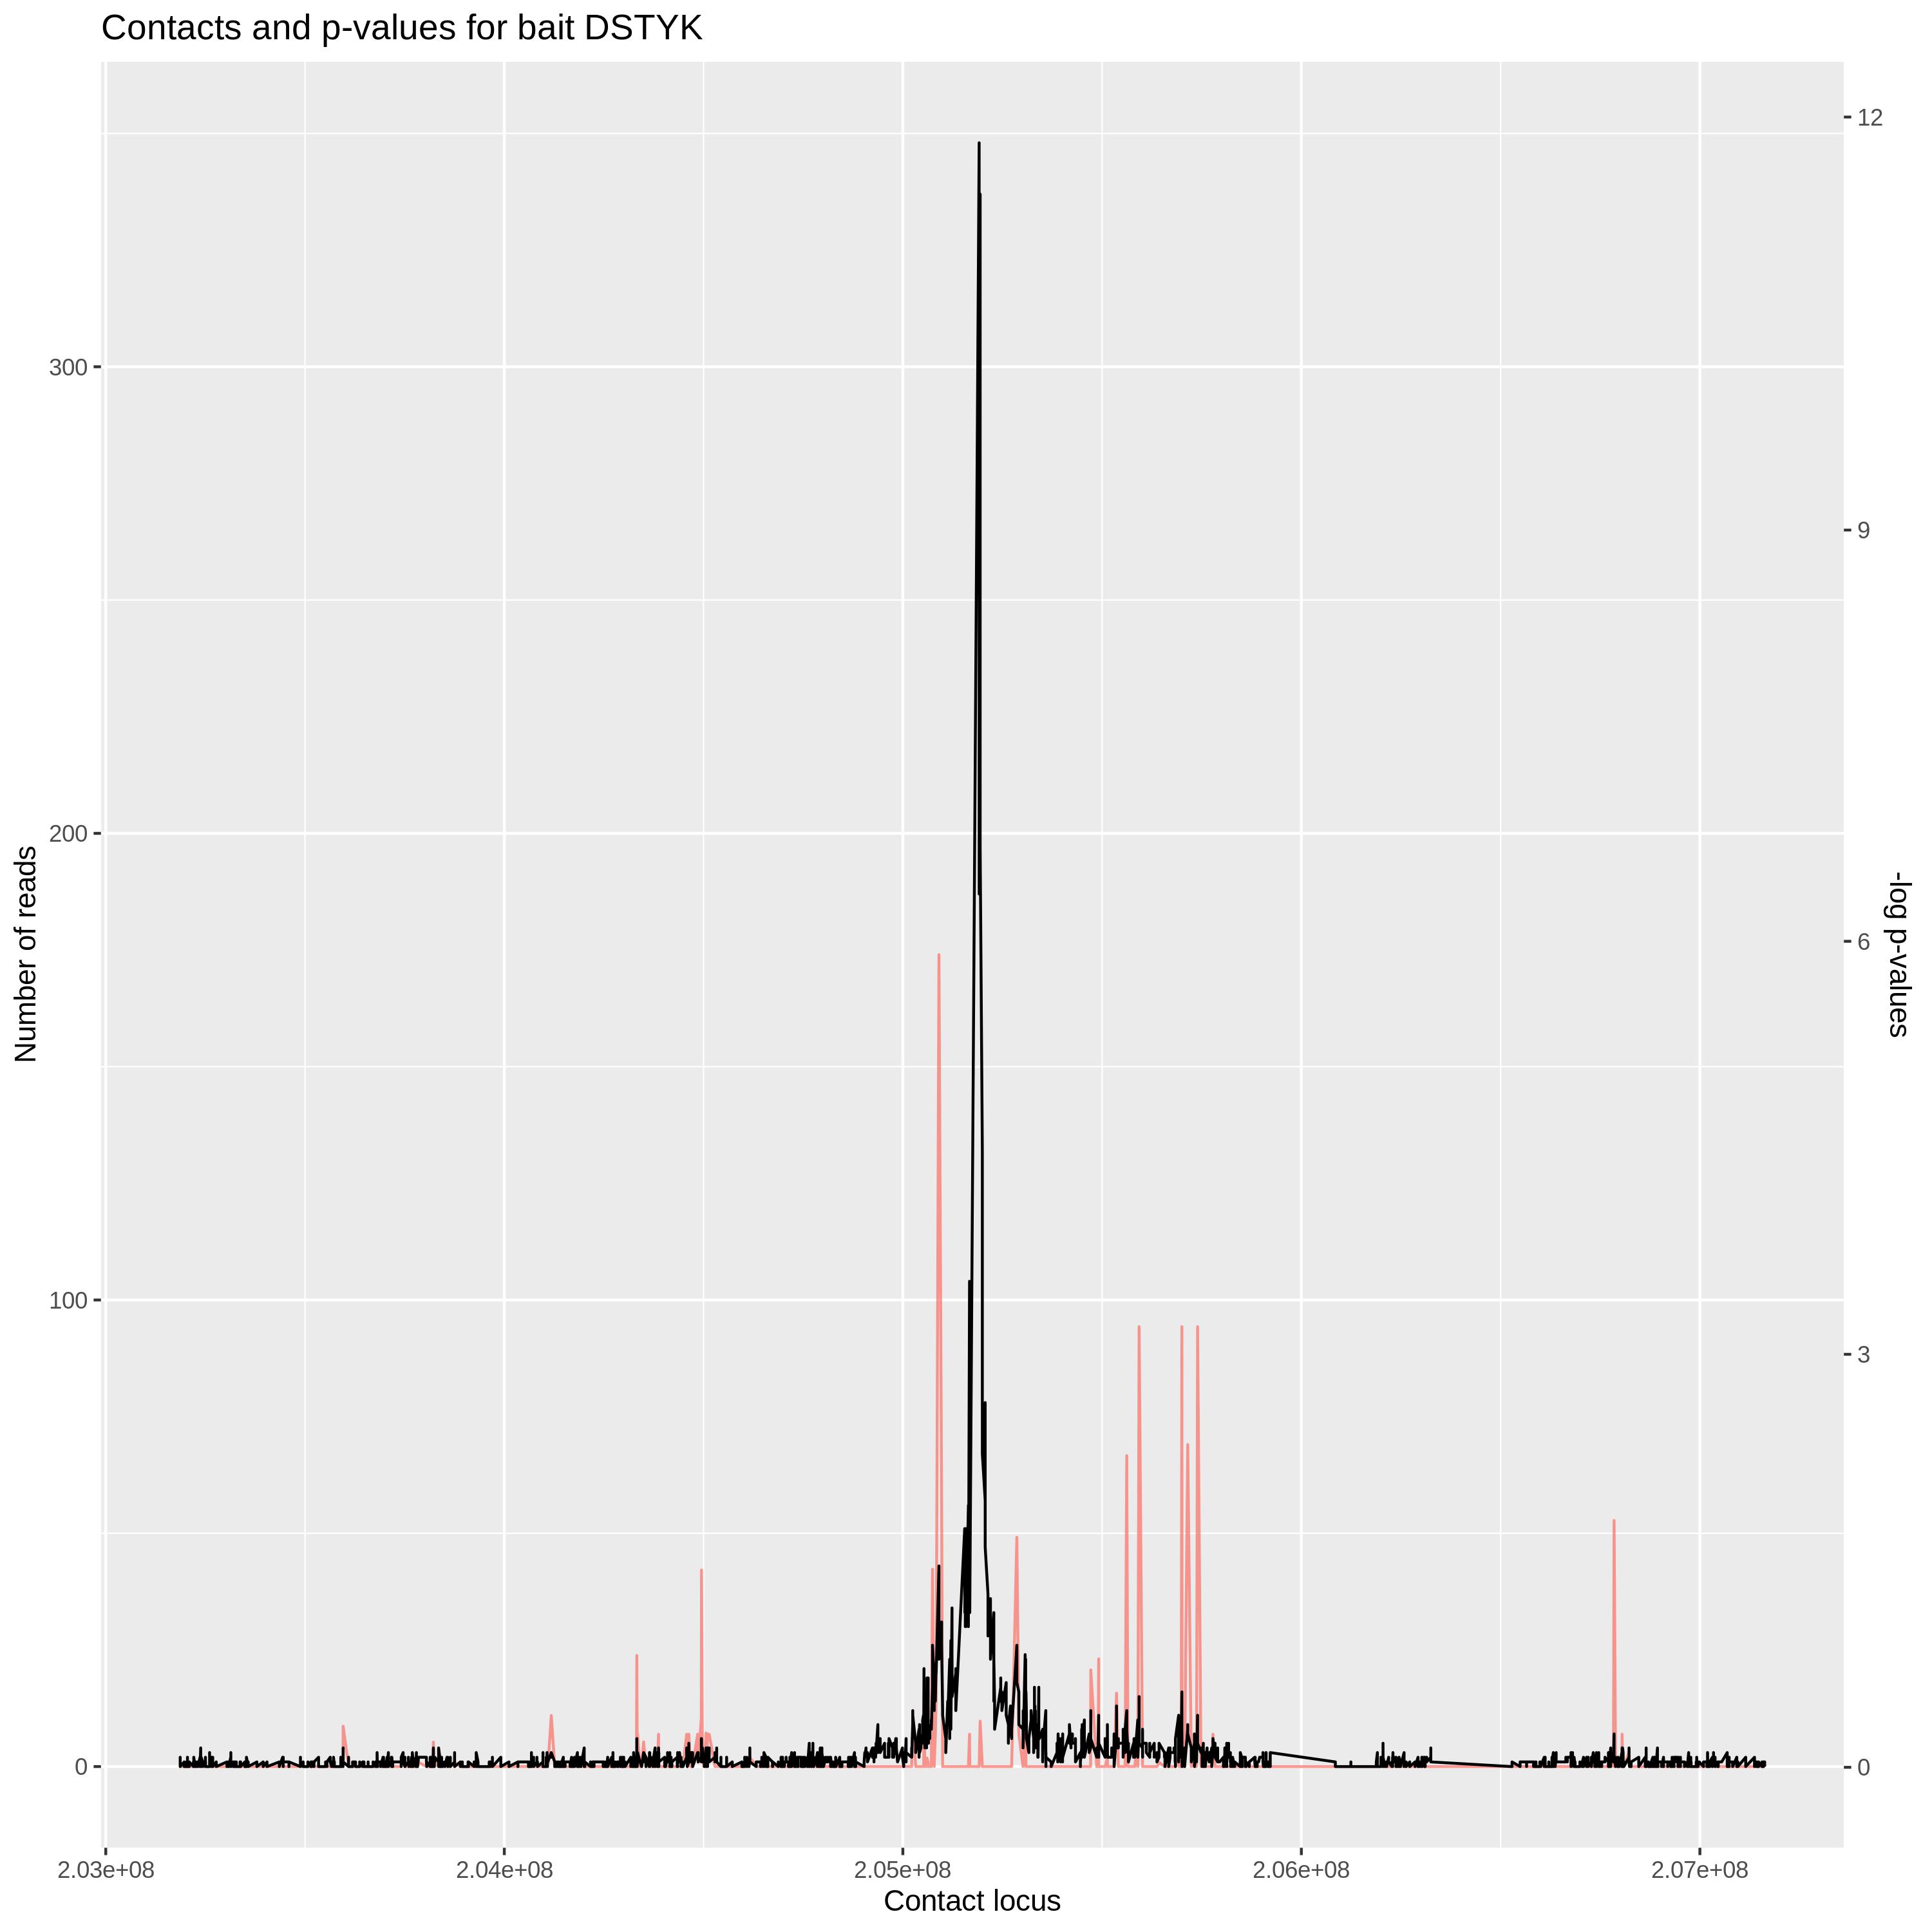 Contacts and p-values for bait DSTYK
12
300
9
200
Number of reads
-log p-values
6
100
3
0
0
2.03e+08 2.04e+08 2.05e+08 2.06e+08 2.07e+08
Contact locus